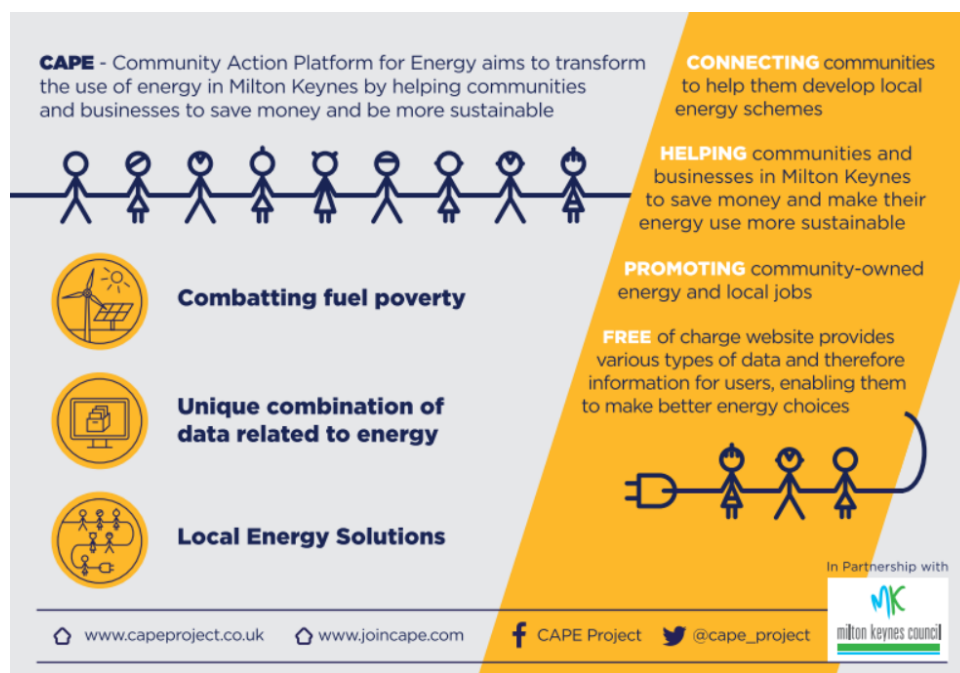 CAPE - Community Action Platform for Energy aims to transform
the use of energy in Milton Keynes by helping communities
and businesses to save money and be more sustainable
Combatting fuel poverty
Unique combination of
data related to energy
Local Energy Solutions
CONNECTING communities
to help them develop local
energy schemes
HELPING communities and
businesses in Milton Keynes
to save money and make their
energy use more sustainable
PROMOTING community-owned
energy and local jobs
FREE of charge website provides
various types of data and therefore
information for users, enabling them
to make better energy choices
In Partnership with
MK
milton keynes council
www.capeproject.co.uk
www.joincape.com
CAPE Project
@cape_project